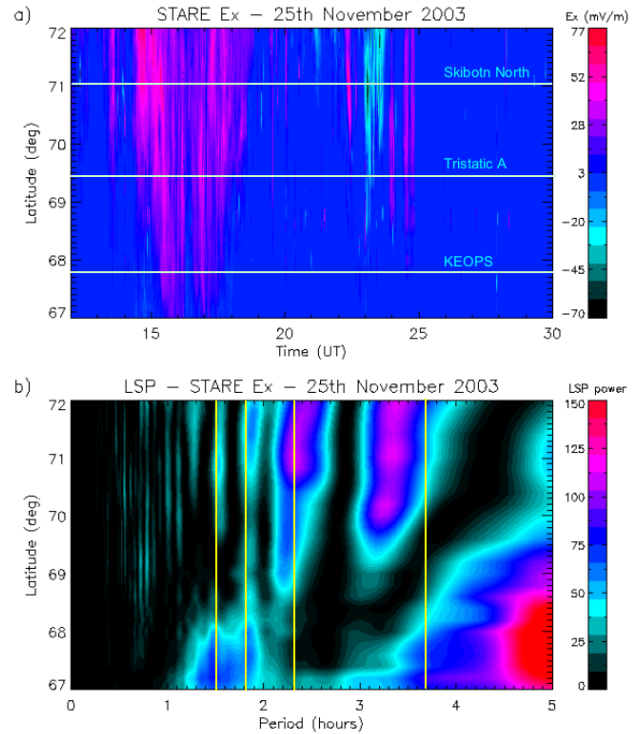 a)
STARE Ex - 25th November 2003
Ex (mV/m)
72
71
70
69
68
67
Skibotn North
Tristatic A
KEOPS
Latitude (deg)
15
20
25
30
Time (UT)
77
52
28
3
-20
-45
-70
b)
LSP - STARE Ex - 25th November 2003
LSP power
72
71
70
69
68
67
Latitude (deg)
0
1
2
3
4
5
Period (hours)
150
125
100
75
50
25
0